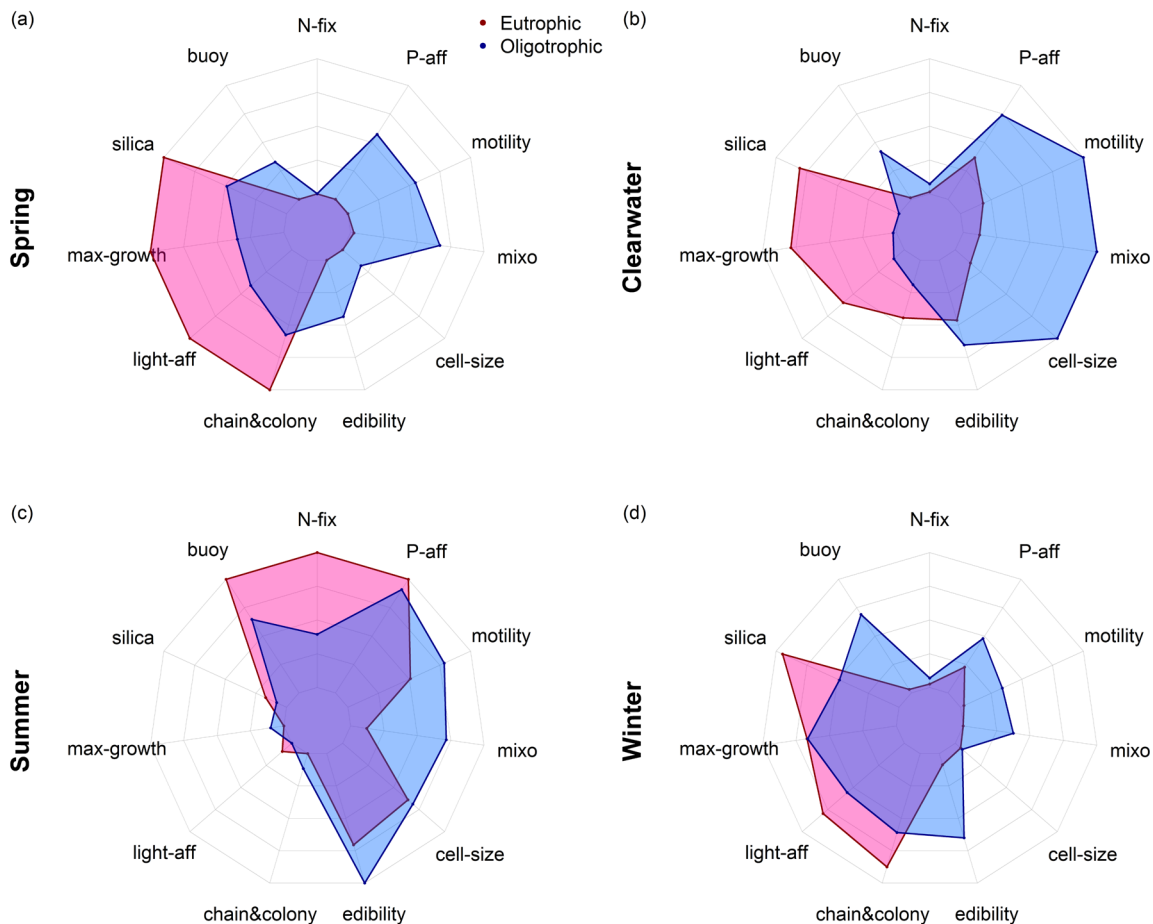 (a)
N-fix
Eutrophic
Oligotrophic
buoy
P-aff
silica
motility
Spring
max-growth
mixo
light-aff
cell-size
chain&colony
edibility
(b)
N-fix
buoy
P-aff
silica
motility
Clearwater
max-growth
mixo
light-aff
cell-size
chain&colony
edibility
(c)
N-fix
buoy
P-aff
silica
motility
Summer
max-growth
mixo
light-aff
cell-size
chain&colony
edibility
(d)
N-fix
buoy
P-aff
silica
motility
Winter
max-growth
mixo
light-aff
cell-size
chain&colony
edibility